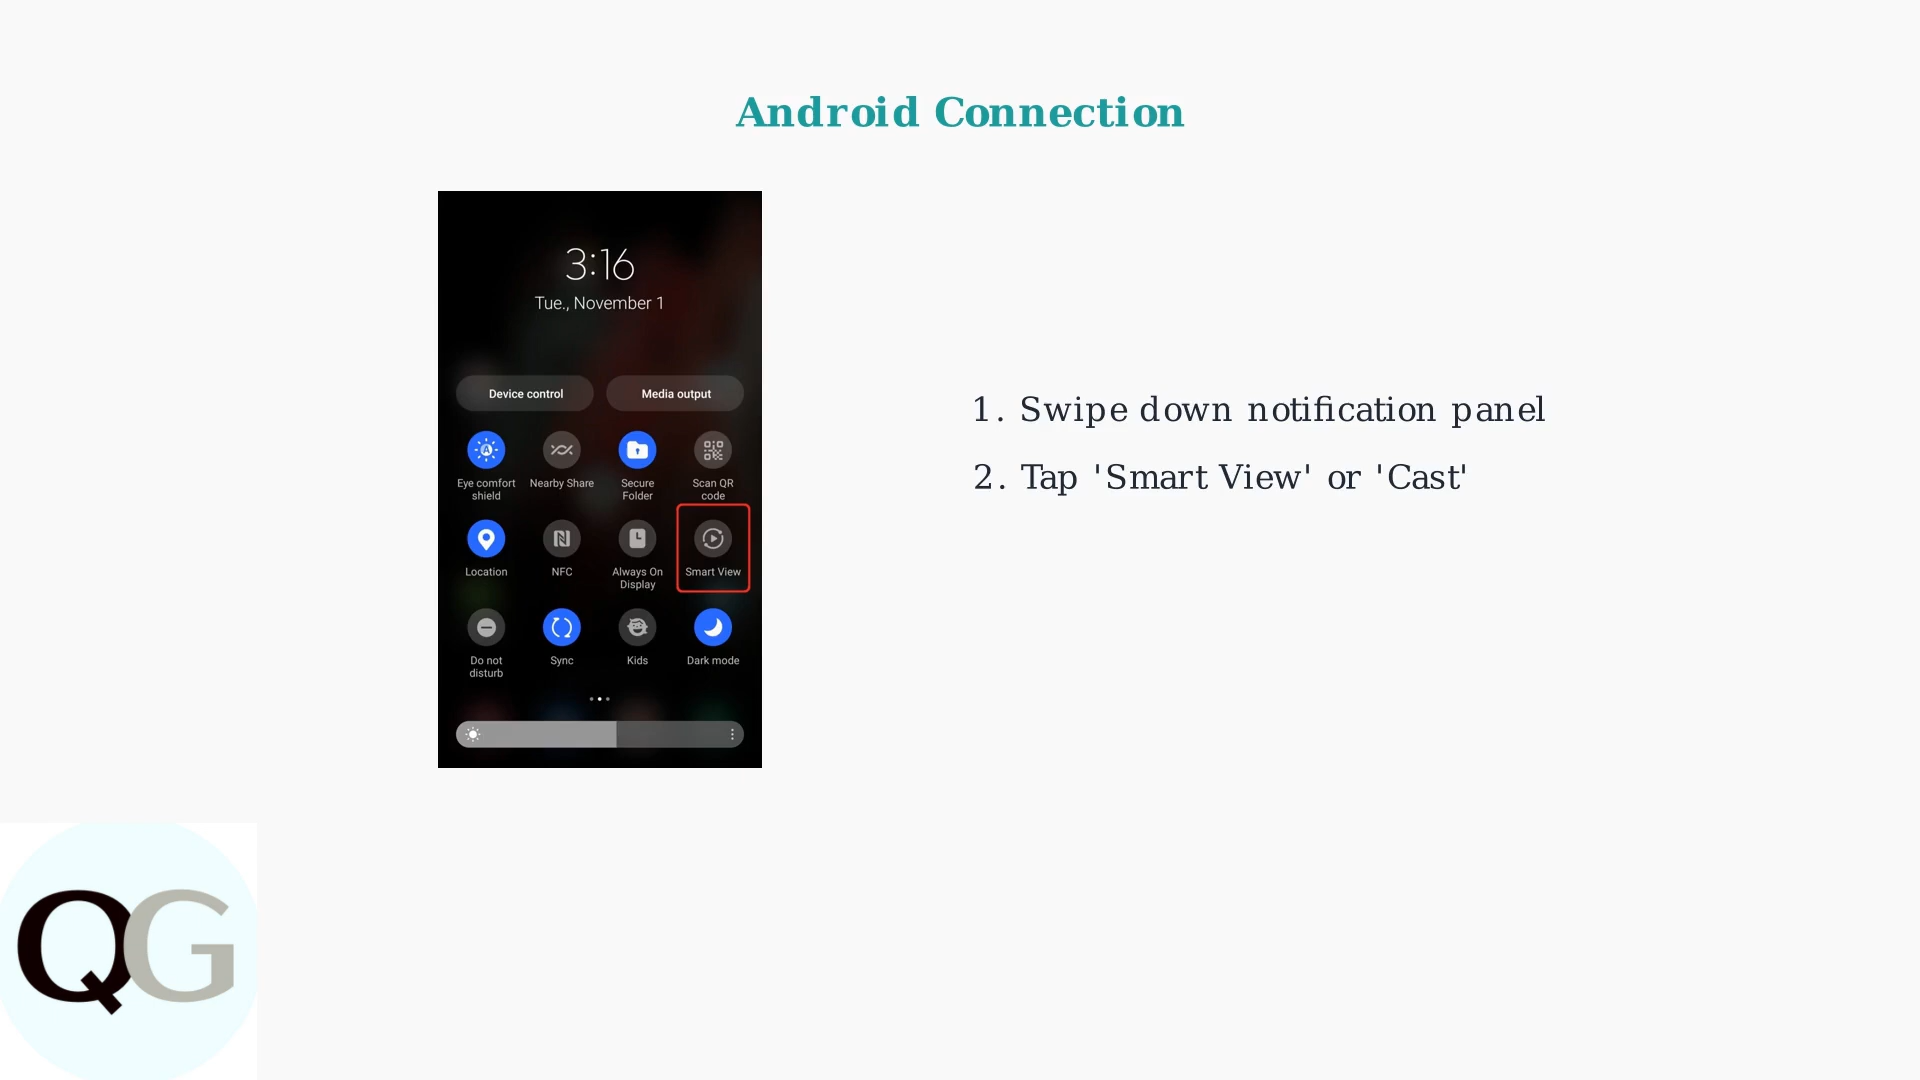 Android Connection
3:16
Tue., November 1
Device control
Media output
Eye comfort
shield
Nearby Share
Secure
Folder
Scan QR
code
Location
NFC
Always On
Display
Smart View
Do not
disturb
Sync
Kids
Dark mode
1. Swipe down notification panel
2. Tap 'Smart View' or 'Cast'
QG